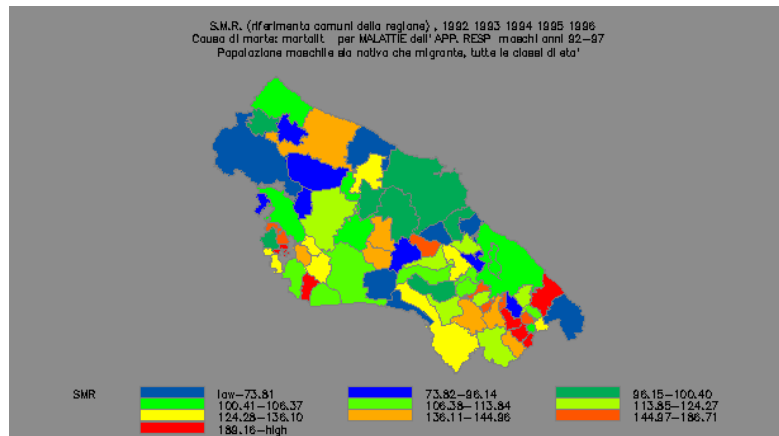 S.M.R. (riferimento comuni della regione) , 1992 1993 1994 1995 1996
Causa di morte: mortalit per MALATTIE dell'APP. RESP maschi anni 92-97
Popolazione maschile sia nativa che migrante, tutte le classi di eta'
SMR low-73.81 73.82-96.14 96.15-100.40
100.41-106.37 106.38-113.84 113.85-124.27
124.28-136.10 136.11-144.96 144.97-186.71
189.16-high